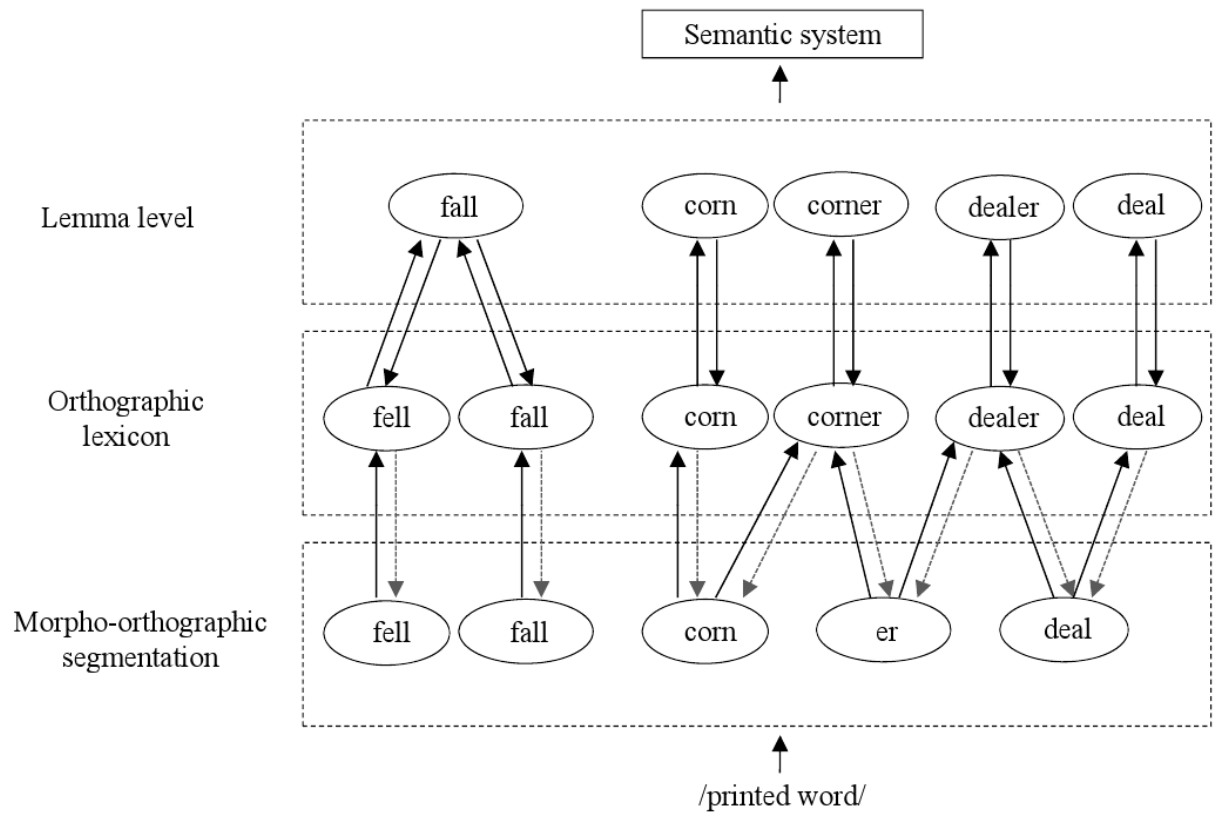 Semantic system
Lemma level
fall
corn
corner
dealer
deal
Orthographic
lexicon
fell
fall
corn
corner
dealer
deal
Morpho-orthographic
segmentation
fell
fall
corn
er
deal
/printed word/